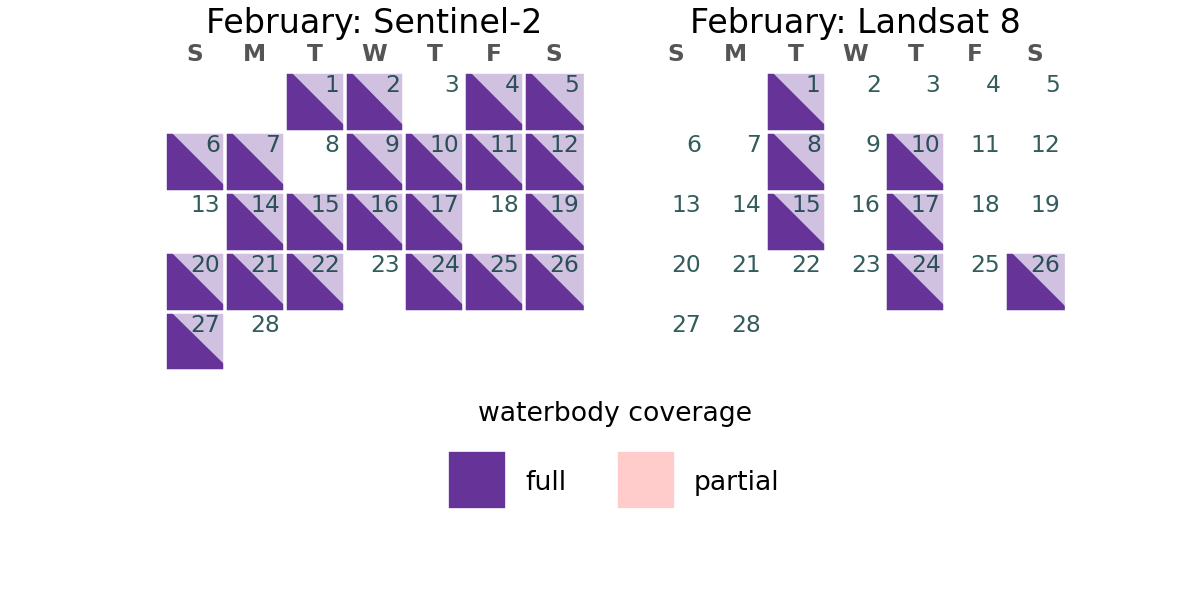 February: Sentinel-2
S M T W T F S
1 2 3 4 5
6 7 8 9 10 11 12
13 14 15 16 17 18 19
20 21 22 23 24 25 26
27 28
February: Landsat 8
S M T W T F S
1 2 3 4 5
6 7 8 9 10 11 12
13 14 15 16 17 18 19
20 21 22 23 24 25 26
27 28
waterbody coverage
full partial